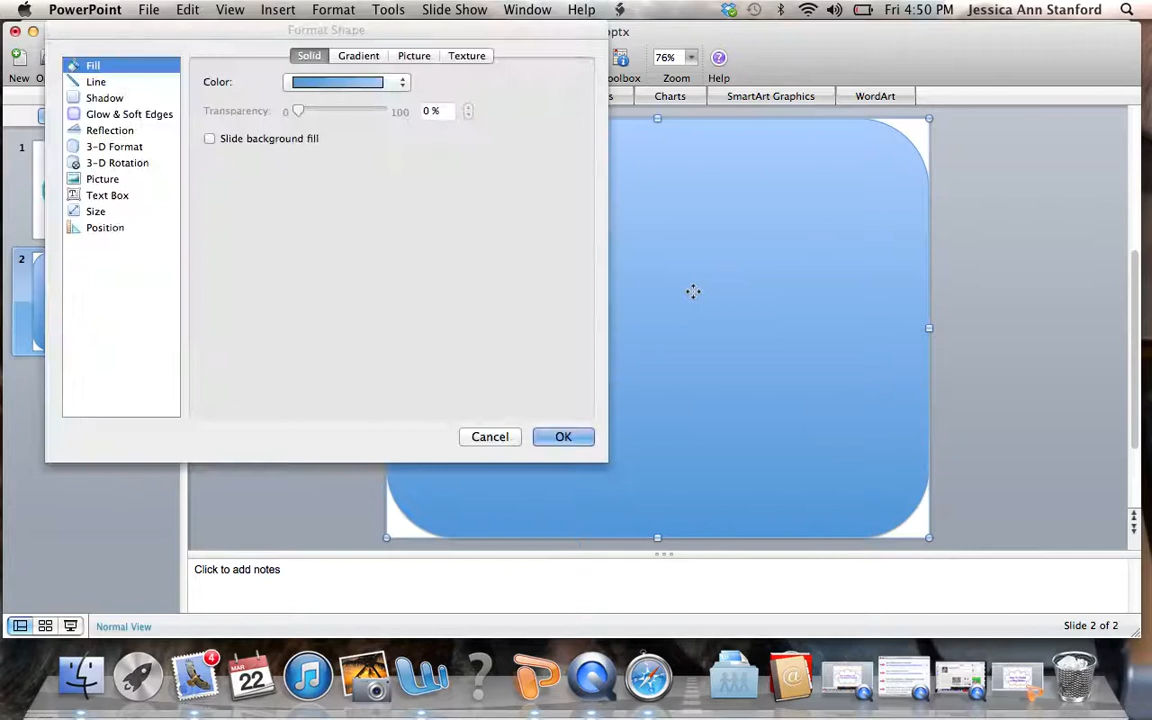 PowerPoint File Edit View Insert Format Tools Slide Show Window Help Fri 4:50 PM Jessica Ann Stanford
Format Shape
ptx
76%
New O
olbox Zoom Help
s Charts SmartArt Graphics WordArt
Solid Gradient Picture Texture
Fill
Line
Shadow
Glow & Soft Edges
Reflection
3-D Format
3-D Rotation
Picture
Text Box
Size
Position
Color:
Transparency: 0 100 0 %
Slide background fill
Cancel OK
1
2
Click to add notes
Normal View Slide 2 of 2
4
MAR
22